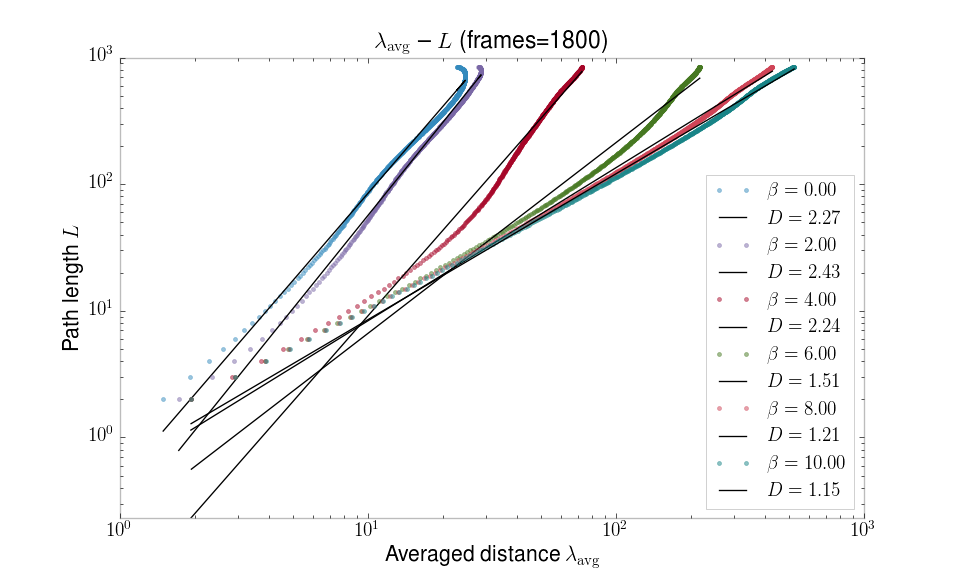 λavg − L (frames=1800)
10³
10²
10¹
10⁰
Path length L
β = 0.00
D = 2.27
β = 2.00
D = 2.43
β = 4.00
D = 2.24
β = 6.00
D = 1.51
β = 8.00
D = 1.21
β = 10.00
D = 1.15
10⁰ 10¹ 10² 10³
Averaged distance λavg